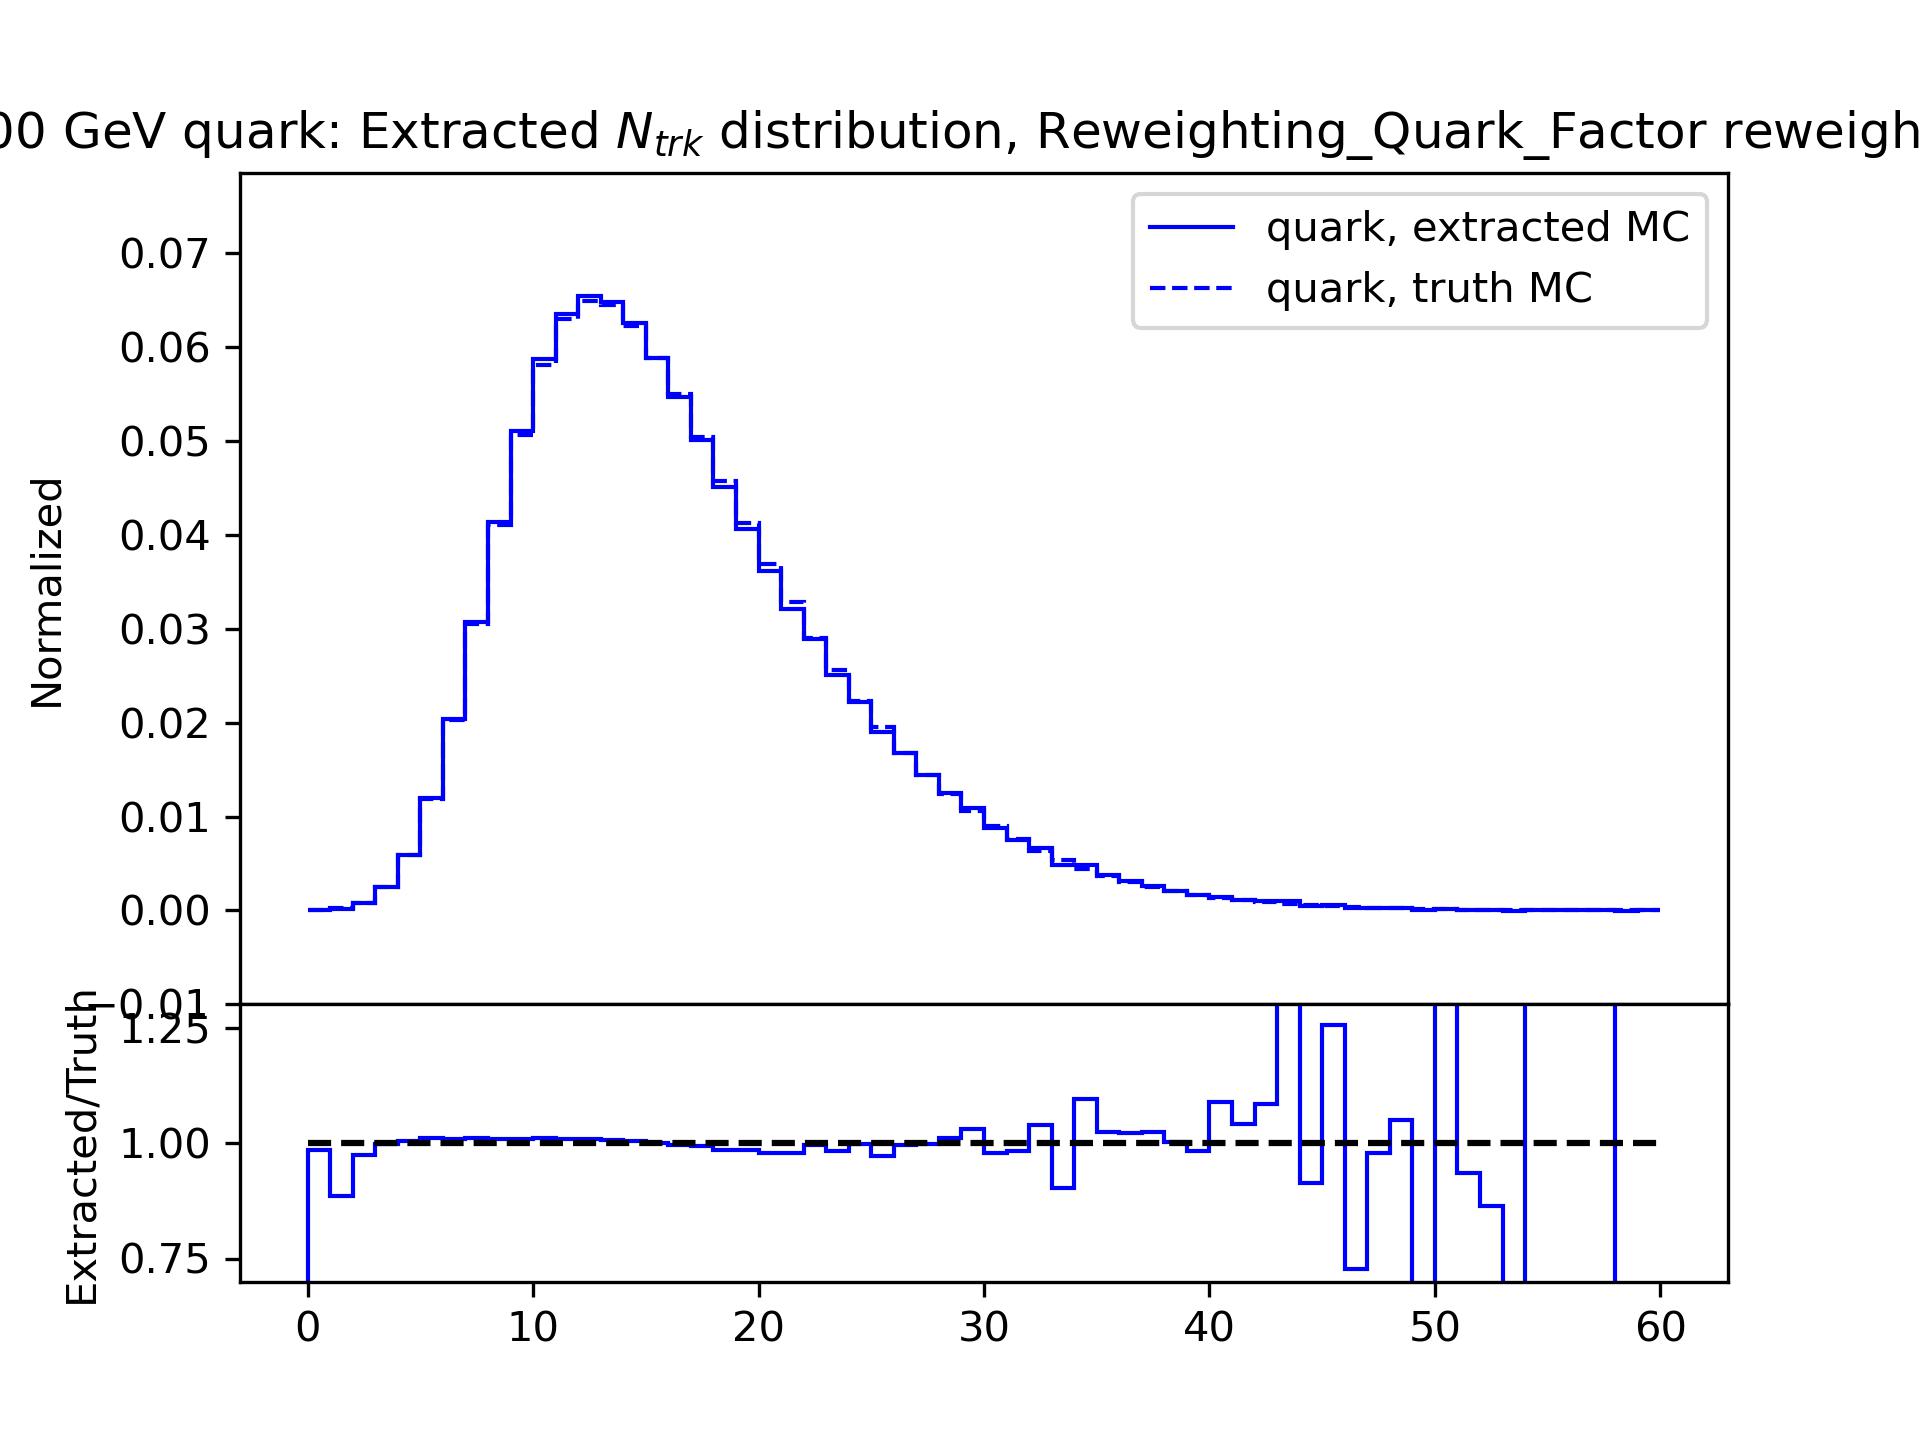 00 GeV quark: Extracted N_trk distribution, Reweighting_Quark_Factor reweigh
quark, extracted MC
quark, truth MC
Normalized
0.07
0.06
0.05
0.04
0.03
0.02
0.01
0.00
−0.01
Extracted/Truth
1.25
1.00
0.75
0 10 20 30 40 50 60